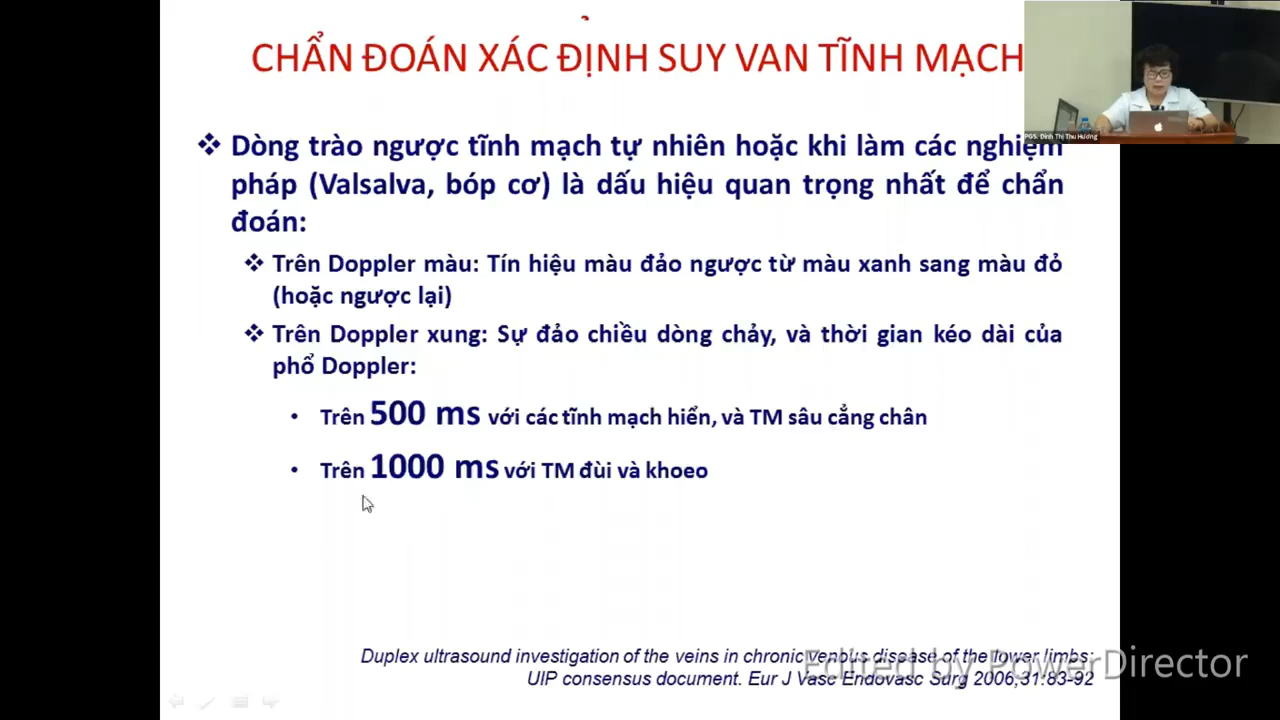 CHẨN ĐOÁN XÁC ĐỊNH SUY VAN TĨNH MẠCH
PGS. Đinh Thị Thu Hương
❖ Dòng trào ngược tĩnh mạch tự nhiên hoặc khi làm các nghiệm
pháp (Valsalva, bóp cơ) là dấu hiệu quan trọng nhất để chẩn
đoán:
❖ Trên Doppler màu: Tín hiệu màu đảo ngược từ màu xanh sang màu đỏ
(hoặc ngược lại)
❖ Trên Doppler xung: Sự đảo chiều dòng chảy, và thời gian kéo dài của
phổ Doppler:
• Trên 500 ms với các tĩnh mạch hiển, và TM sâu cẳng chân
• Trên 1000 ms với TM đùi và khoeo
Duplex ultrasound investigation of the veins in chronic venous disease of the lower limbs:
UIP consensus document. Eur J Vasc Endovasc Surg 2006;31:83-92
Edited by PowerDirector